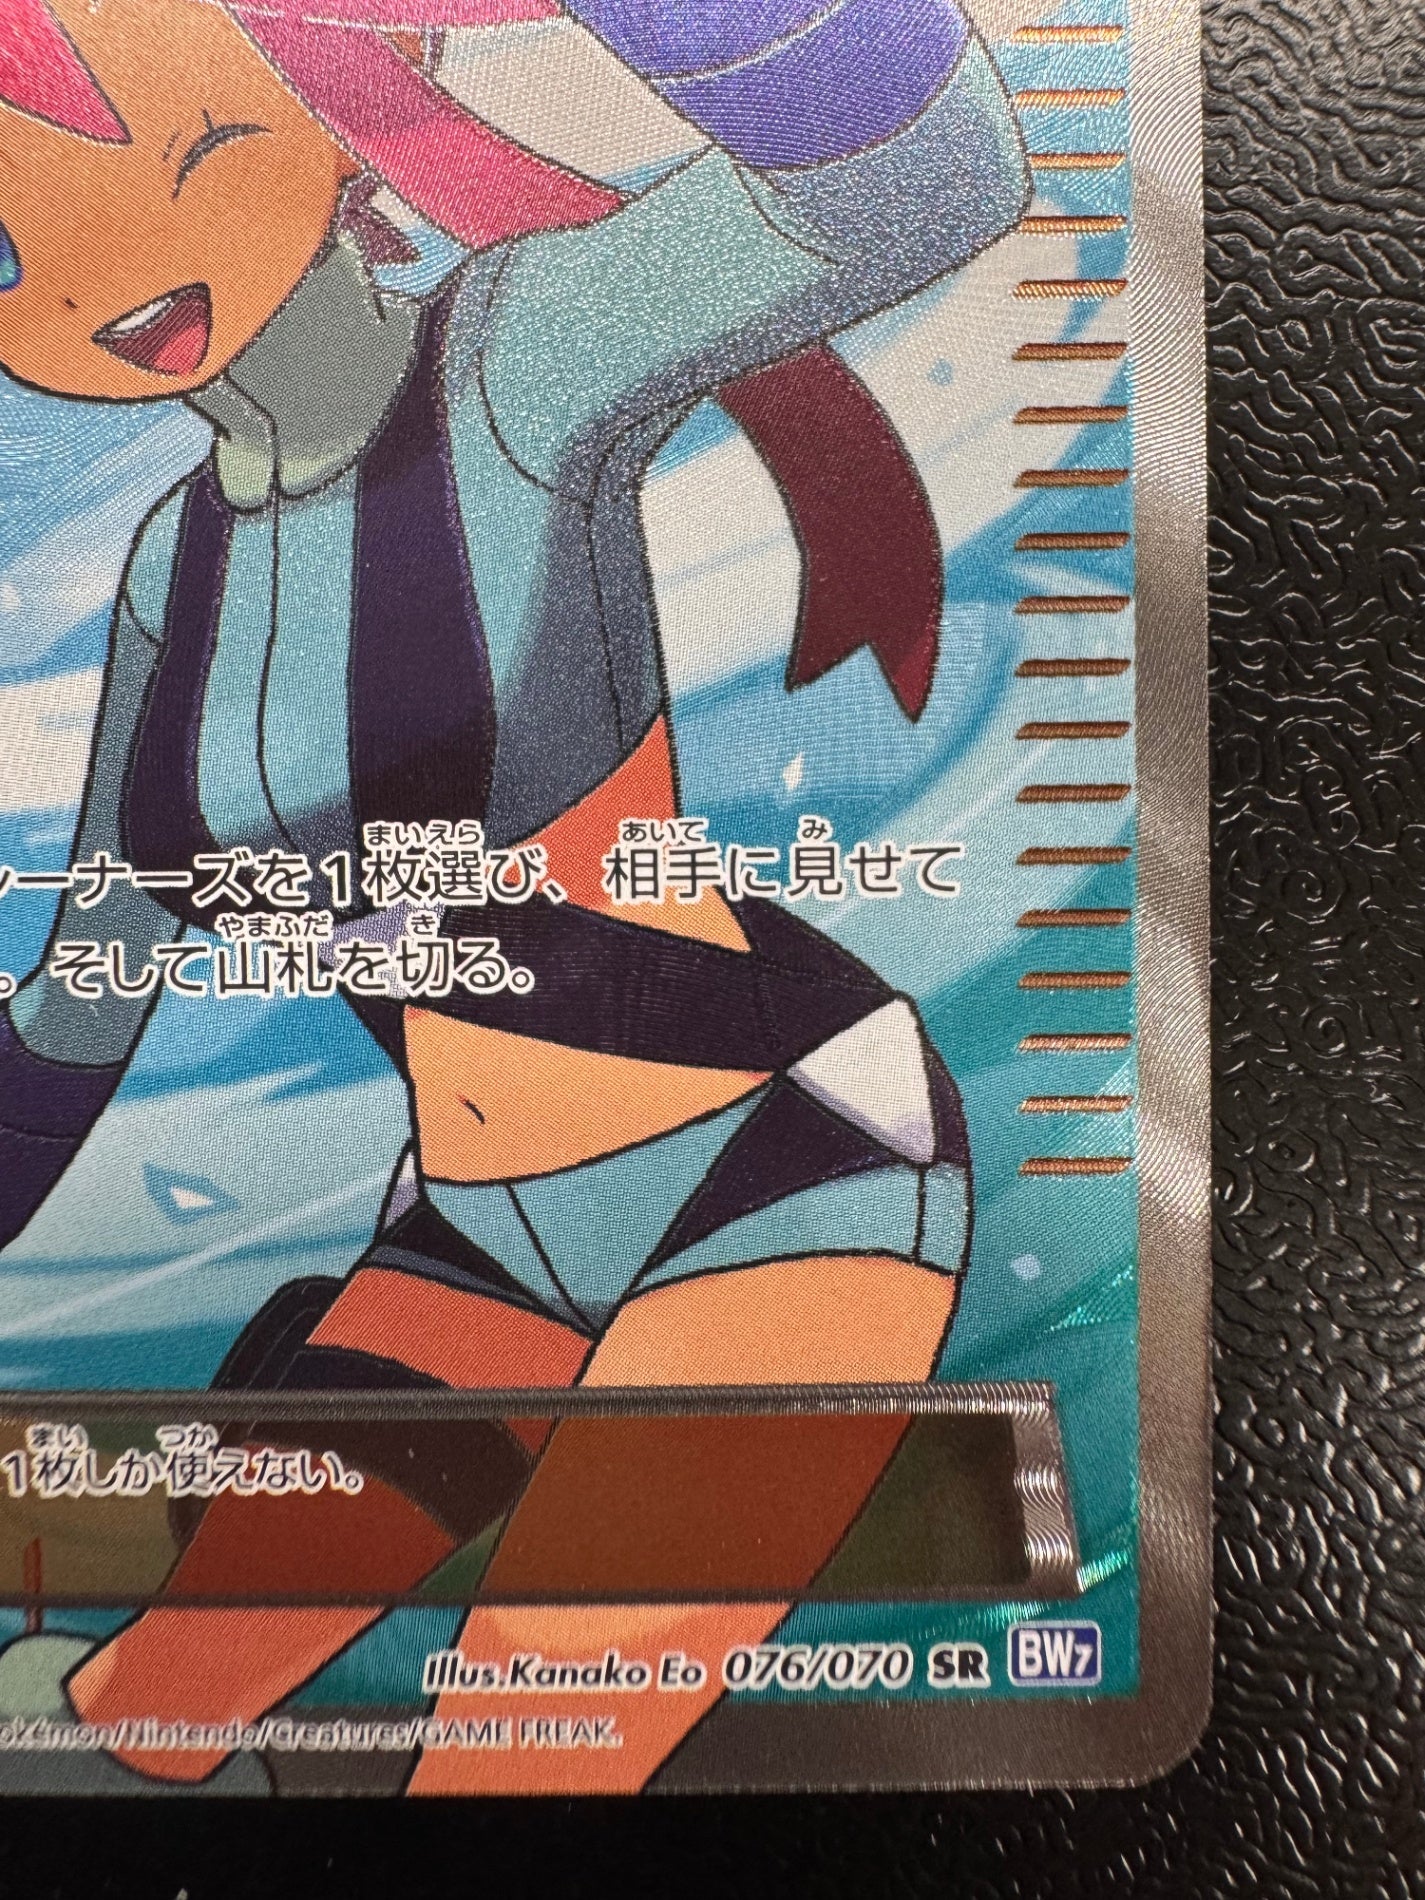 レーナーズを1枚選び、相手に見せて
まいえら あいて み
。そして山札を切る。
やまふだ き
1枚しか使えない。
まい つか
Illus.Kanako Eo 076/070 SR BW7
okémon/Nintendo/Creatures/GAME FREAK.